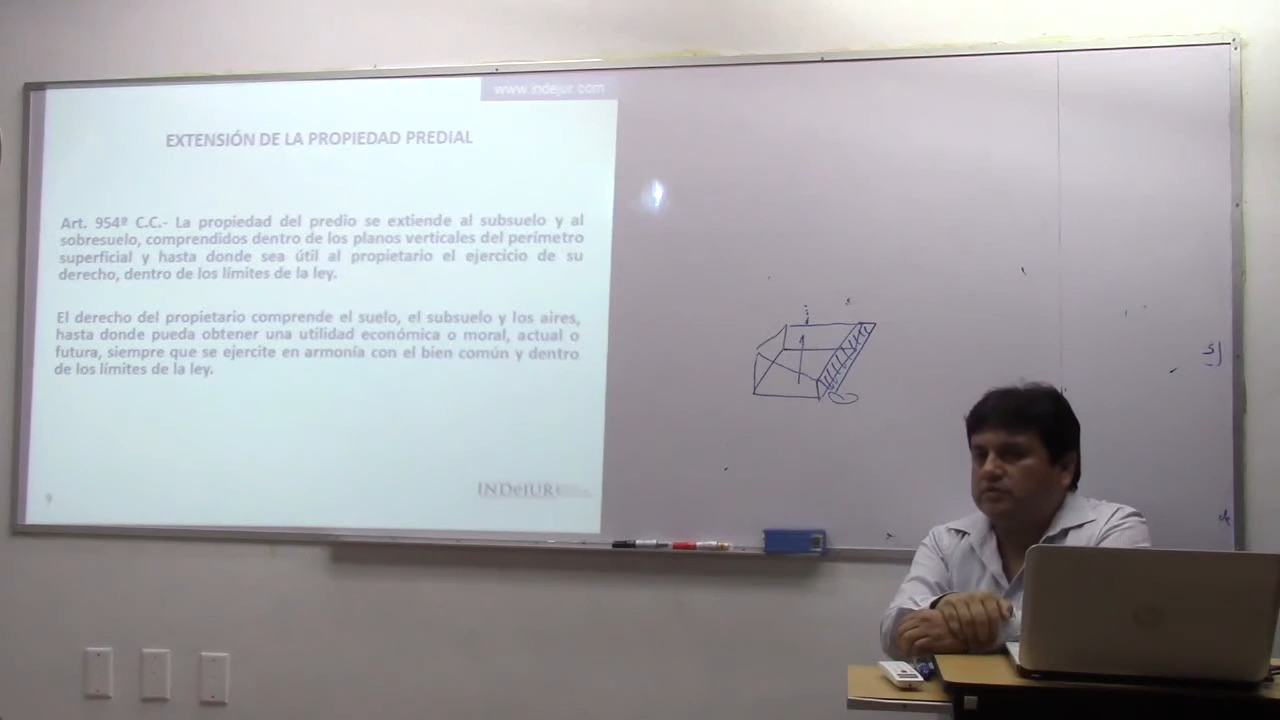 www.indejur.com
EXTENSIÓN DE LA PROPIEDAD PREDIAL
Art. 954º C.C.- La propiedad del predio se extiende al subsuelo y al
sobresuelo, comprendidos dentro de los planos verticales del perímetro
superficial y hasta donde sea útil al propietario el ejercicio de su
derecho, dentro de los límites de la ley.
El derecho del propietario comprende el suelo, el subsuelo y los aires,
hasta donde pueda obtener una utilidad económica o moral, actual o
futura, siempre que se ejercite en armonía con el bien común y dentro
de los límites de la ley.
INDeJUR
9